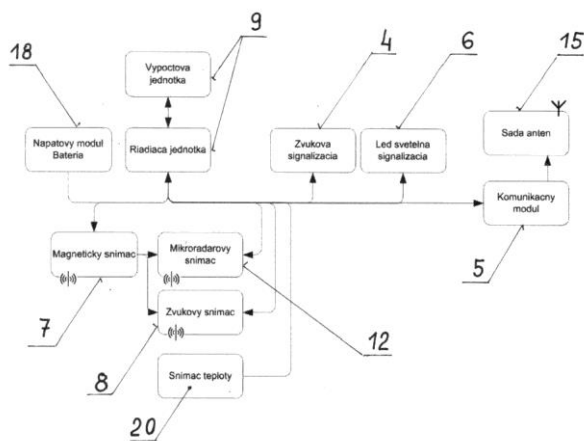 9
4
6
15
18
Vypoctova
jednotka
Napatovy modul
Bateria
Riadiaca jednotka
Zvukova
signalizacia
Led svetelna
signalizacia
Sada anten
Komunikacny
modul
5
Magneticky snimac
Mikroradarovy
snimac
7
Zvukovy snimac
12
8
Snimac teploty
20